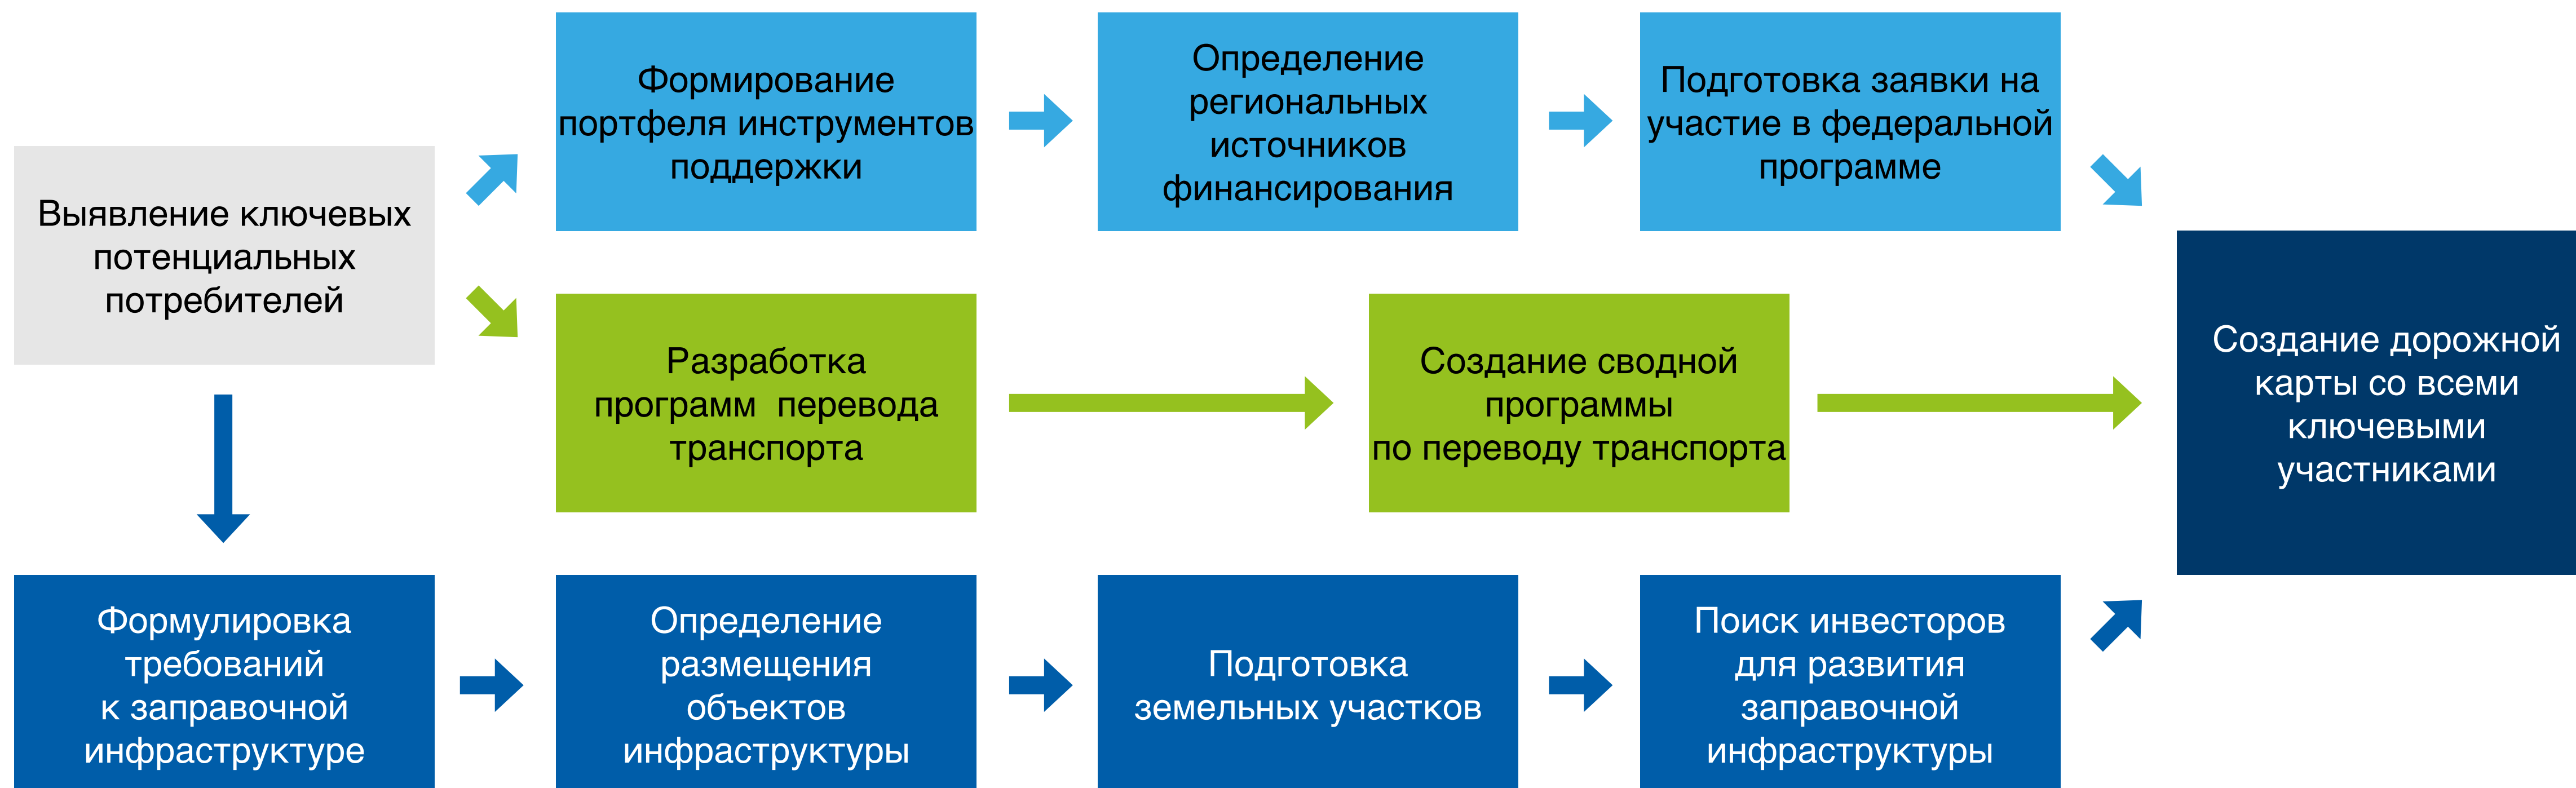 Выявление ключевых
потенциальных
потребителей
Формирование
портфеля инструментов
поддержки
Определение
региональных
источников
финансирования
Подготовка заявки на
участие в федеральной
программе
Разработка
программ  перевода
транспорта
Создание сводной
программы
по переводу транспорта
Создание дорожной
карты со всеми
ключевыми
участниками
Формулировка
требований
к заправочной
инфраструктуре
Определение
размещения
объектов
инфраструктуры
Подготовка
земельных участков
Поиск инвесторов
для развития
заправочной
инфраструктуры